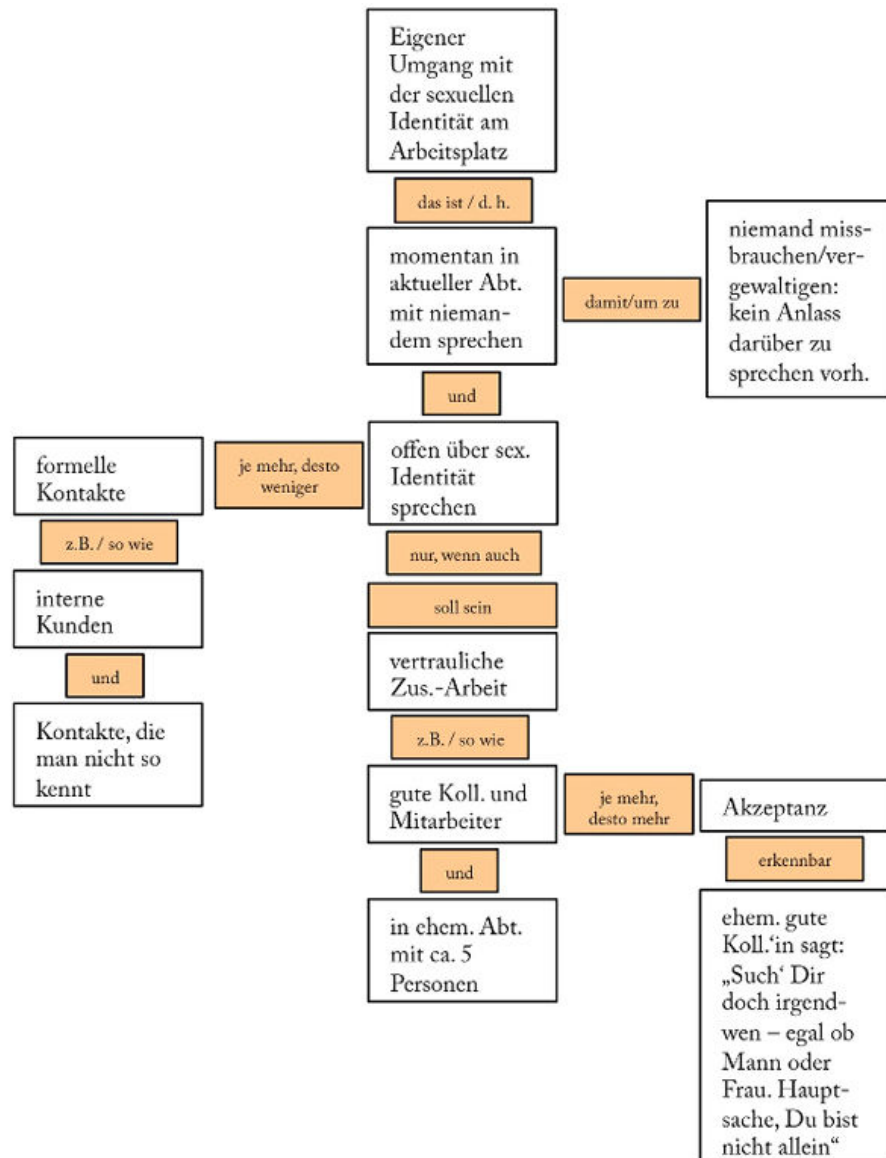 Eigener
Umgang mit
der sexuellen
Identität am
Arbeitsplatz
das ist / d. h.
momentan in
aktueller Abt.
mit nieman-
dem sprechen
damit/um zu
niemand miss-
brauchen/ver-
gewaltigen:
kein Anlass
darüber zu
sprechen vorh.
und
offen über sex.
Identität
sprechen
je mehr, desto
weniger
formelle
Kontakte
z.B. / so wie
interne
Kunden
und
Kontakte, die
man nicht so
kennt
nur, wenn auch
soll sein
vertrauliche
Zus.-Arbeit
z.B. / so wie
gute Koll. und
Mitarbeiter
je mehr,
desto mehr
Akzeptanz
erkennbar
ehem. gute
Koll.‘in sagt:
„Such‘ Dir
doch irgend-
wen – egal ob
Mann oder
Frau. Haupt-
sache, Du bist
nicht allein“
und
in ehem. Abt.
mit ca. 5
Personen